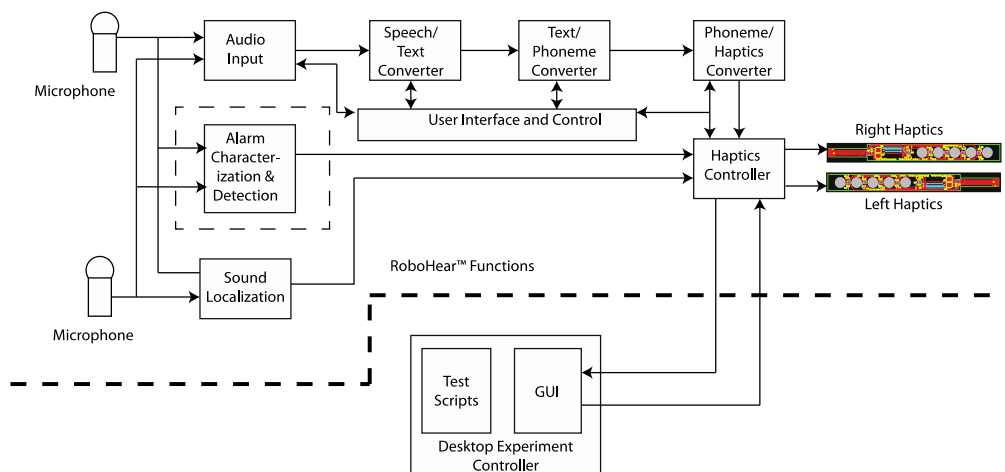 Microphone
Audio
Input
Speech/
Text
Converter
Text/
Phoneme
Converter
Phoneme/
Haptics
Converter
User Interface and Control
Alarm
Character-
ization &
Detection
Haptics
Controller
Right Haptics
Left Haptics
Sound
Localization
RoboHear™ Functions
Microphone
Test
Scripts
GUI
Desktop Experiment
Controller